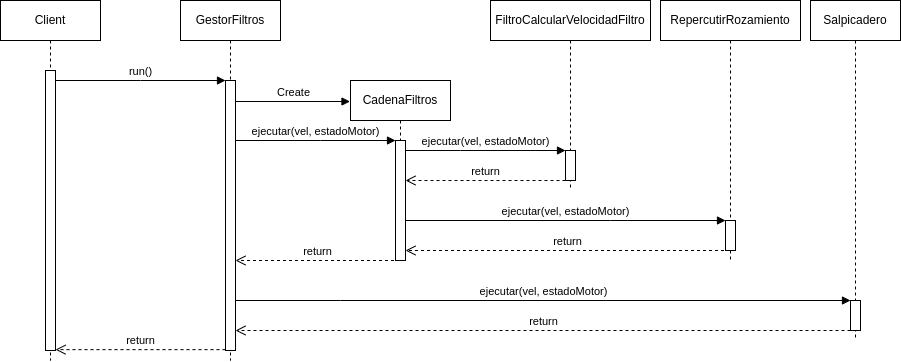 Client
GestorFiltros
FiltroCalcularVelocidadFiltro
RepercutirRozamiento
Salpicadero
run()
Create
CadenaFiltros
ejecutar(vel, estadoMotor)
ejecutar(vel, estadoMotor)
return
ejecutar(vel, estadoMotor)
return
return
ejecutar(vel, estadoMotor)
return
return